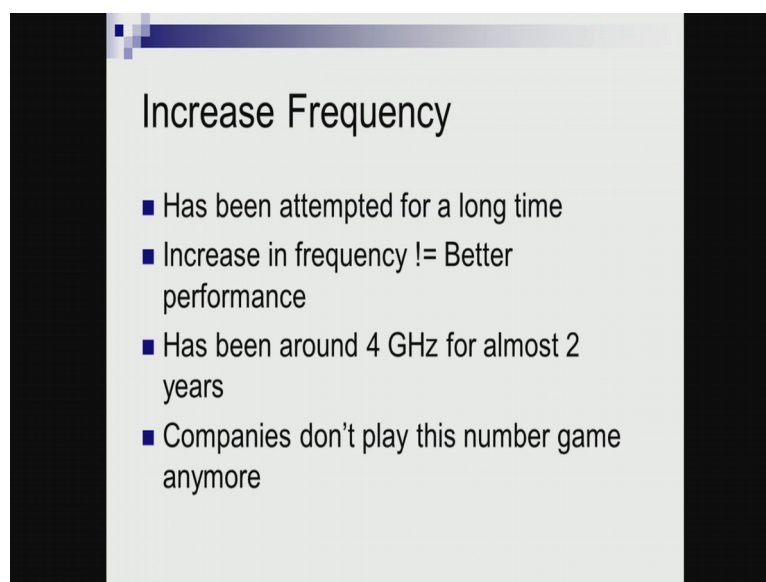 Increase Frequency
Has been attempted for a long time
Increase in frequency != Better
performance
Has been around 4 GHz for almost 2
years
Companies don't play this number game
anymore